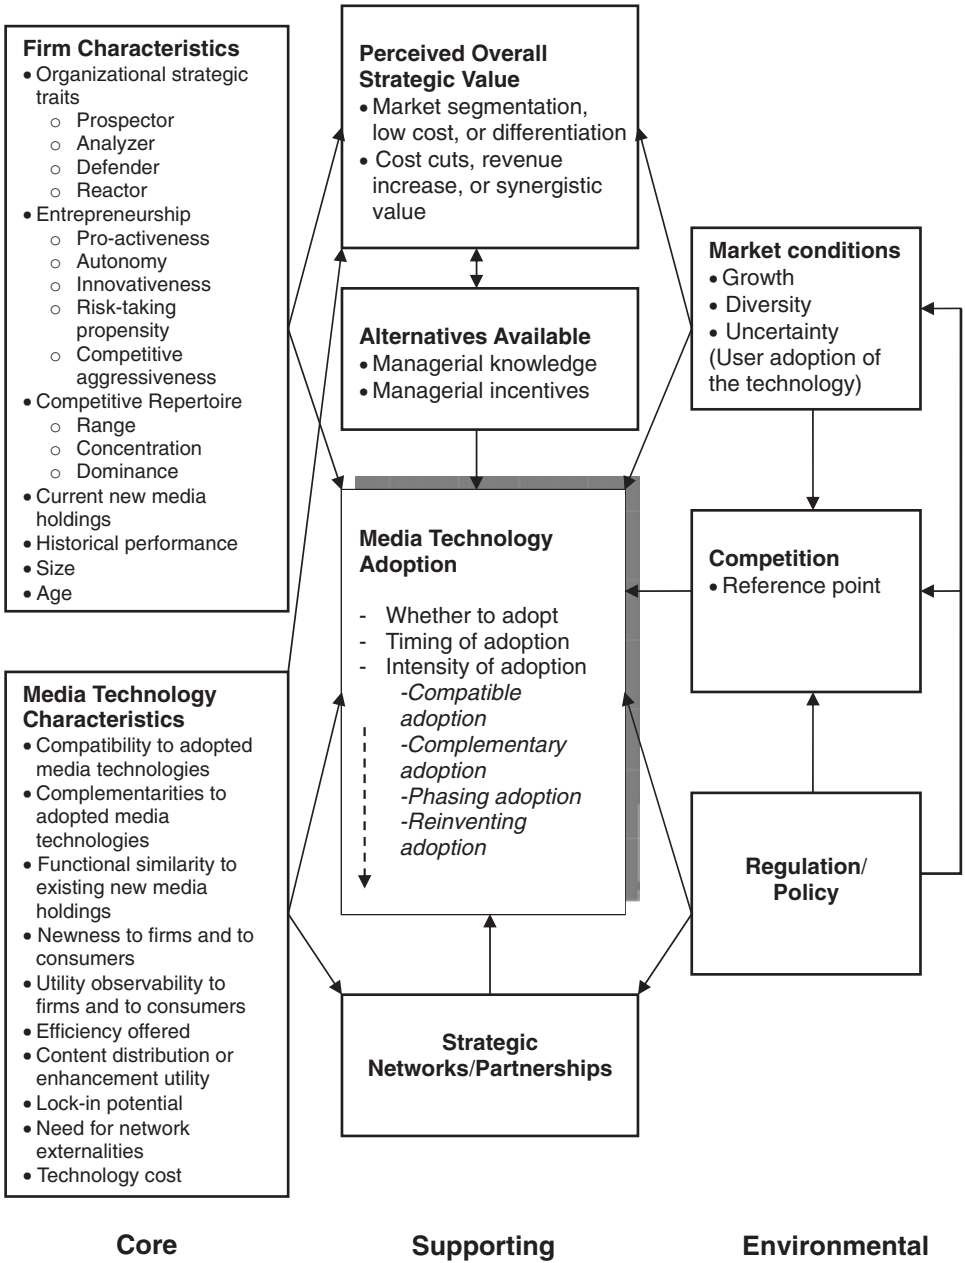 Firm Characteristics
• Organizational strategic
traits
o Prospector
o Analyzer
o Defender
o Reactor
• Entrepreneurship
o Pro-activeness
o Autonomy
o Innovativeness
o Risk-taking
propensity
o Competitive
aggressiveness
• Competitive Repertoire
o Range
o Concentration
o Dominance
• Current new media
holdings
• Historical performance
• Size
• Age
Media Technology
Characteristics
• Compatibility to adopted
media technologies
• Complementarities to
adopted media
technologies
• Functional similarity to
existing new media
holdings
• Newness to firms and to
consumers
• Utility observability to
firms and to consumers
• Efficiency offered
• Content distribution or
enhancement utility
• Lock-in potential
• Need for network
externalities
• Technology cost
Perceived Overall
Strategic Value
• Market segmentation,
low cost, or differentiation
• Cost cuts, revenue
increase, or synergistic
value
Alternatives Available
• Managerial knowledge
• Managerial incentives
Media Technology
Adoption
- Whether to adopt
- Timing of adoption
- Intensity of adoption
-Compatible
adoption
-Complementary
adoption
-Phasing adoption
-Reinventing
adoption
Strategic
Networks/Partnerships
Market conditions
• Growth
• Diversity
• Uncertainty
(User adoption of
the technology)
Competition
• Reference point
Regulation/
Policy
Core
Supporting
Environmental